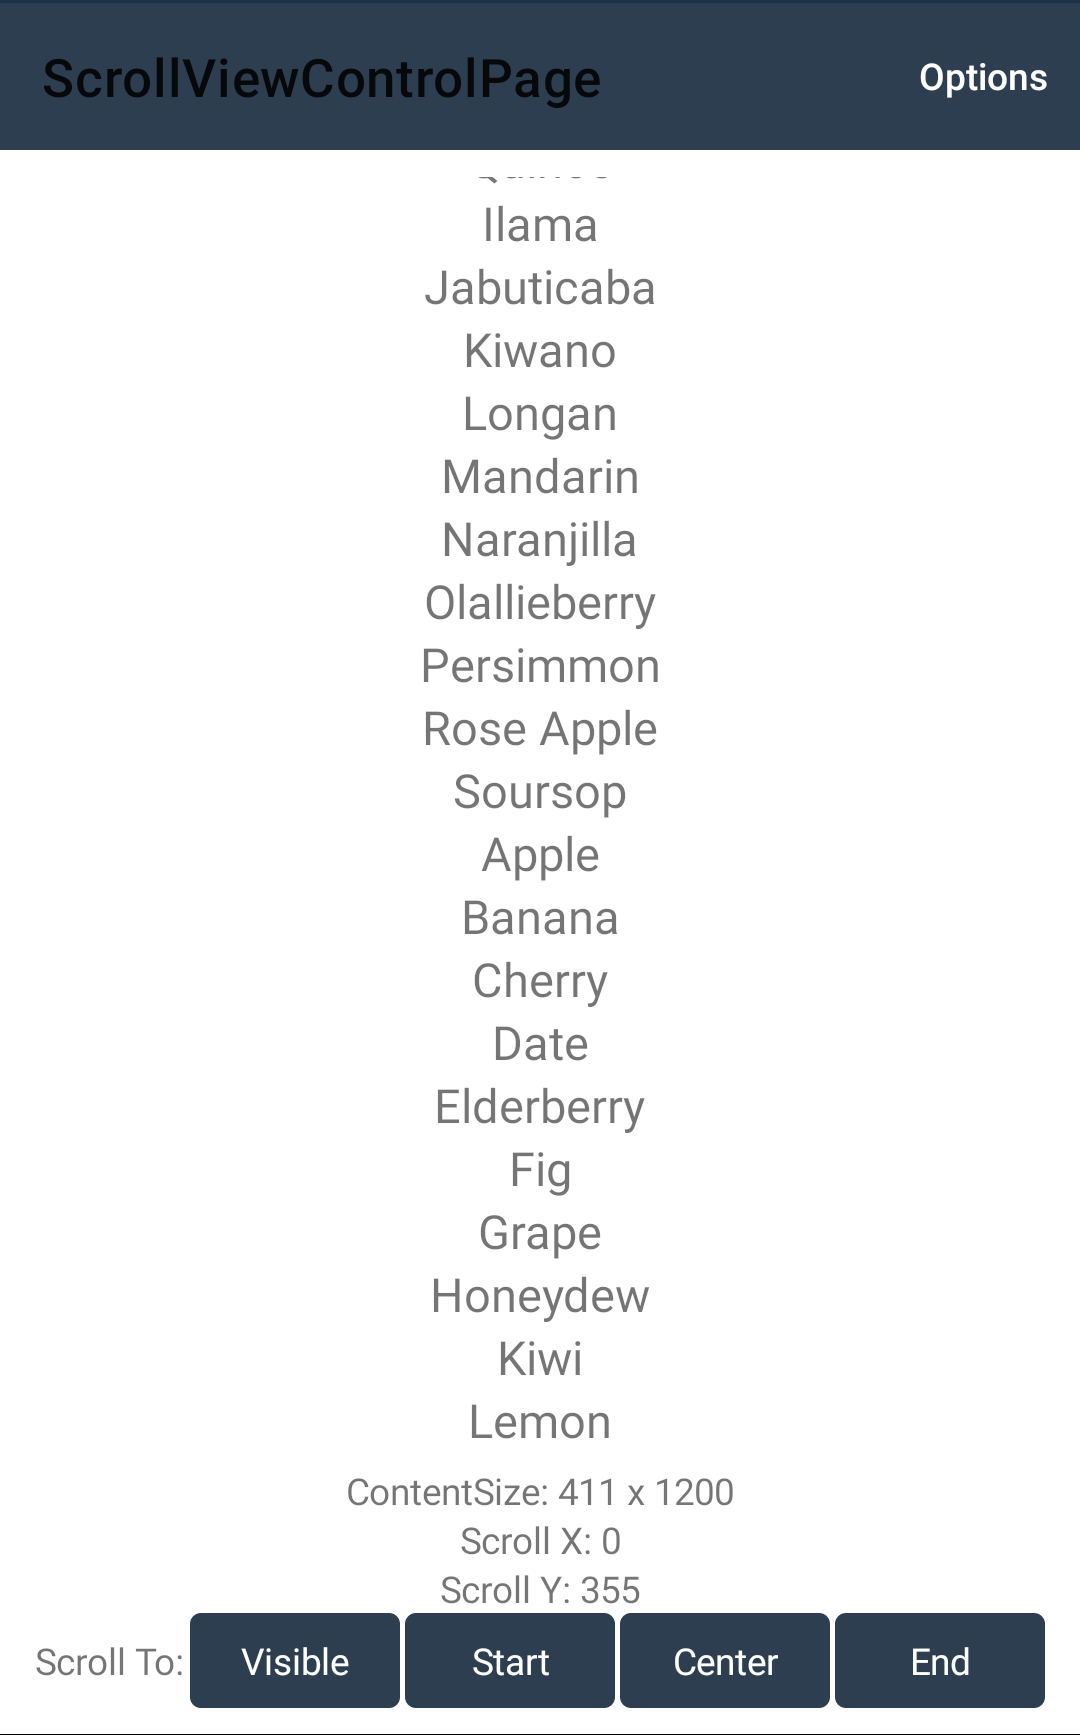 ScrollViewControlPage
Options
Ilama
Jabuticaba
Kiwano
Longan
Mandarin
Naranjilla
Olallieberry
Persimmon
Rose Apple
Soursop
Apple
Banana
Cherry
Date
Elderberry
Fig
Grape
Honeydew
Kiwi
Lemon
ContentSize: 411 x 1200
Scroll X: 0
Scroll Y: 355
Scroll To: Visible Start Center End